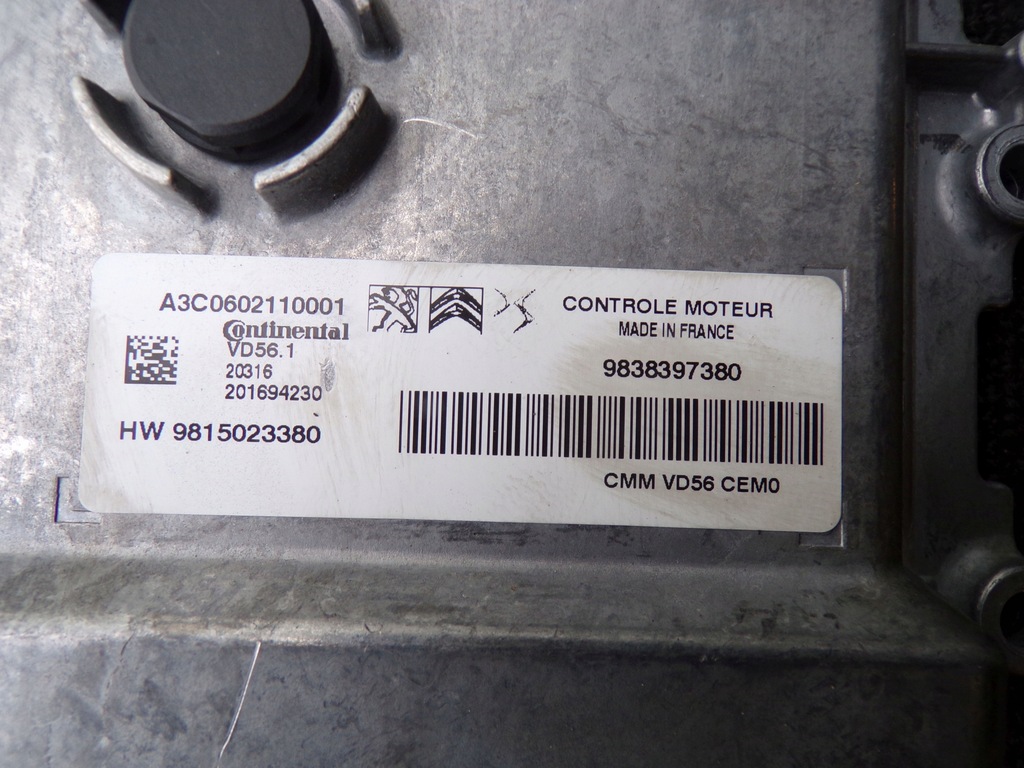 A3C0602110001
Continental
VD56.1
20316
201694230
HW 9815023380
CONTROLE MOTEUR
MADE IN FRANCE
9838397380
CMM VD56 CEM0